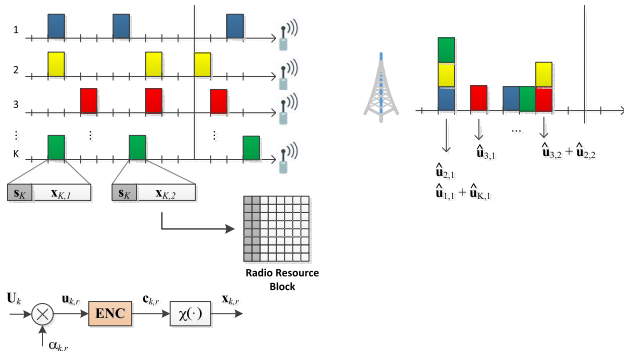 1
2
3
⋮ ⋮ ⋮ ⋮
K
s_K x_{K,1} s_K x_{K,2}
Radio Resource
Block
U_k u_{k,r} ENC c_{k,r} χ(·) x_{k,r}
α_{k,r}
...
û_{3,1} û_{3,2} + û_{2,2}
û_{2,1}
û_{1,1} + û_{K,1}